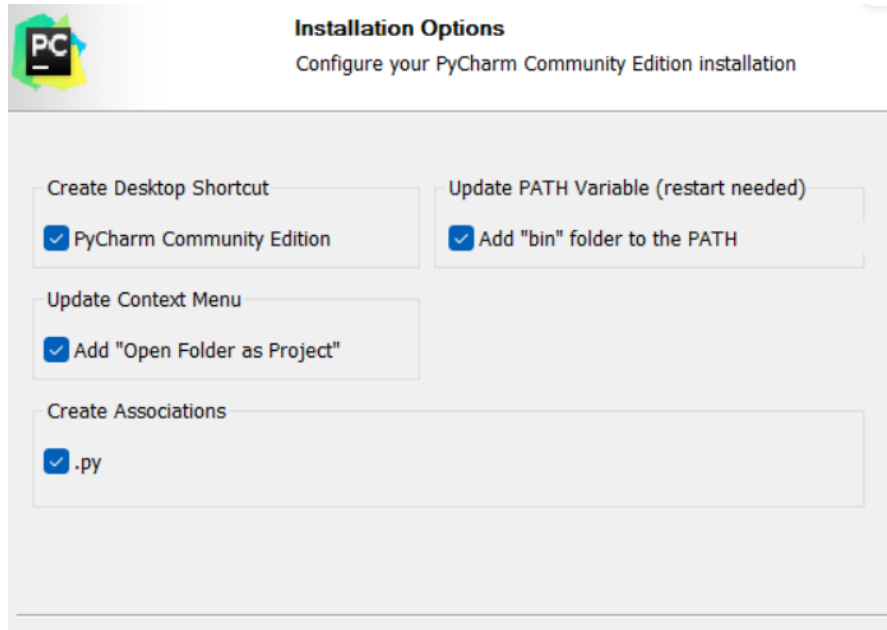 PC
Installation Options
Configure your PyCharm Community Edition installation
Create Desktop Shortcut
PyCharm Community Edition
Update PATH Variable (restart needed)
Add "bin" folder to the PATH
Update Context Menu
Add "Open Folder as Project"
Create Associations
.py